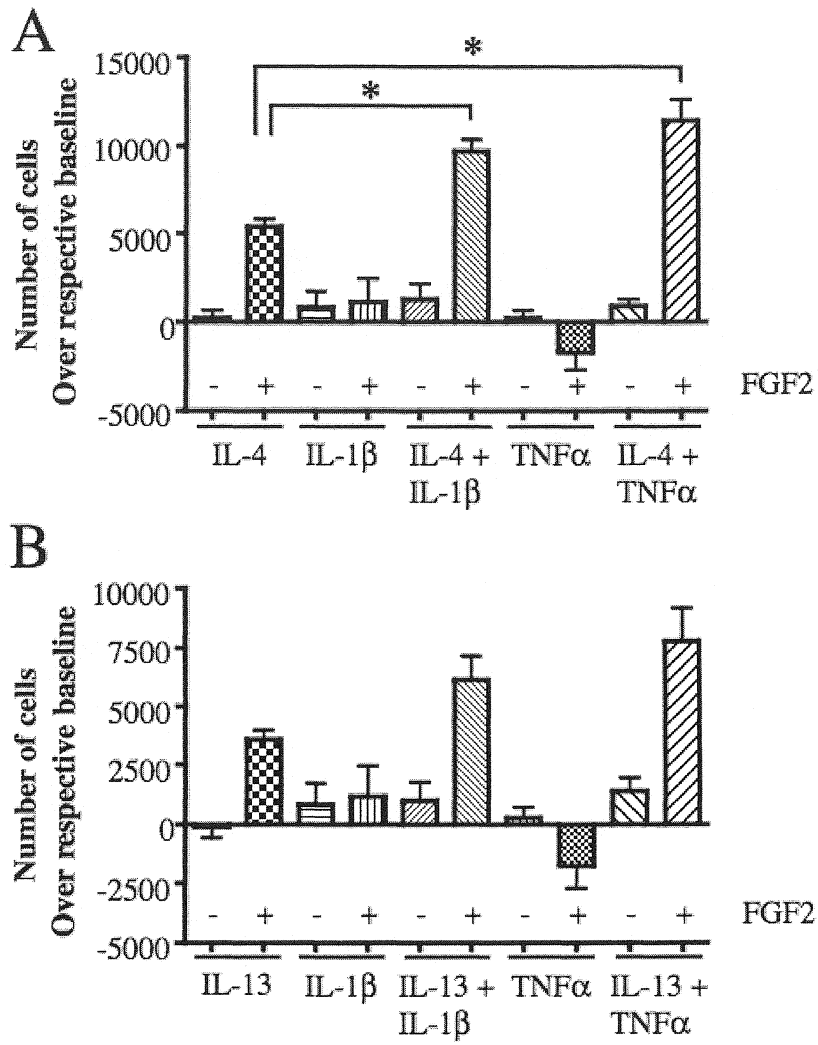 A
Number of cells
Over respective baseline
15000
10000
5000
0
-5000
*
*
- + - + - + - + - + FGF2
IL-4 IL-1β IL-4 + TNFα IL-4 +
IL-1β TNFα
B
Number of cells
Over respective baseline
10000
7500
5000
2500
0
-2500
-5000
- + - + - + - + - + FGF2
IL-13 IL-1β IL-13 + TNFα IL-13 +
IL-1β TNFα